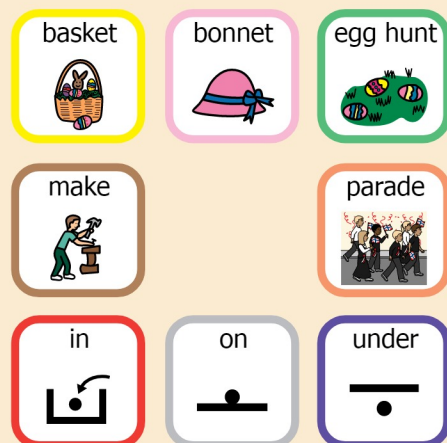 basket
bonnet
egg hunt
make
parade
in
on
under